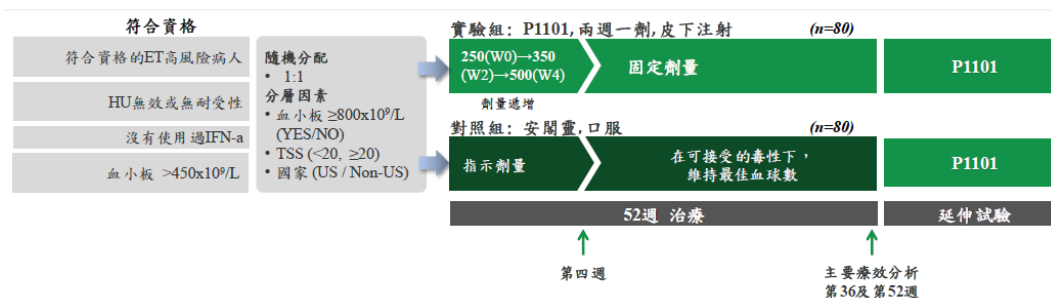 符合資格
符合資格的ET高風險病人
HU無效或無耐受性
沒有使用過IFN-a
血小板 >450x10⁹/L
隨機分配
• 1:1
分層因素
• 血小板 ≥800x10⁹/L
(YES/NO)
• TSS (<20, ≥20)
• 國家 (US / Non-US)
實驗組: P1101, 兩週一劑, 皮下注射 (n=80)
250(W0)→350
(W2)→500(W4)
固定劑量
P1101
劑量遞增
對照組: 安閣靈, 口服 (n=80)
指示劑量
在可接受的毒性下，
維持最佳血球數
P1101
52週 治療
延伸試驗
第四週
主要療效分析
第36及第52週